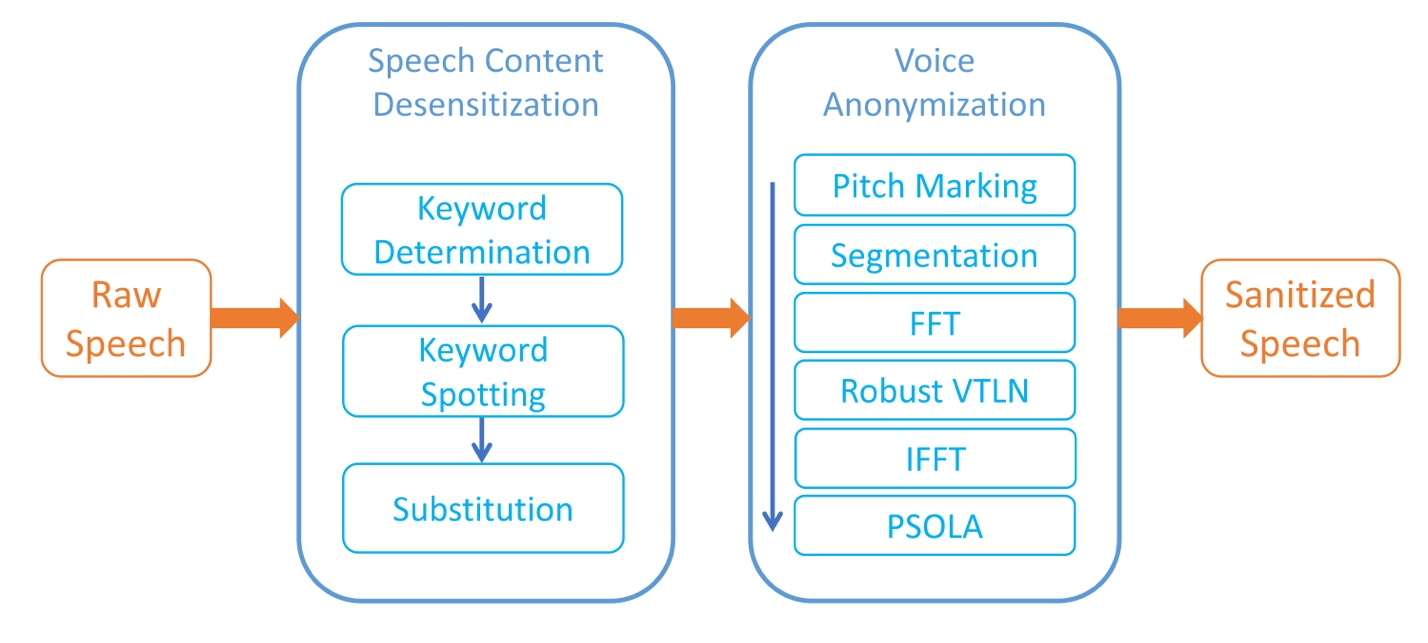 Raw
Speech
Speech Content
Desensitization
Keyword
Determination
Keyword
Spotting
Substitution
Voice
Anonymization
Pitch Marking
Segmentation
FFT
Robust VTLN
IFFT
PSOLA
Sanitized
Speech